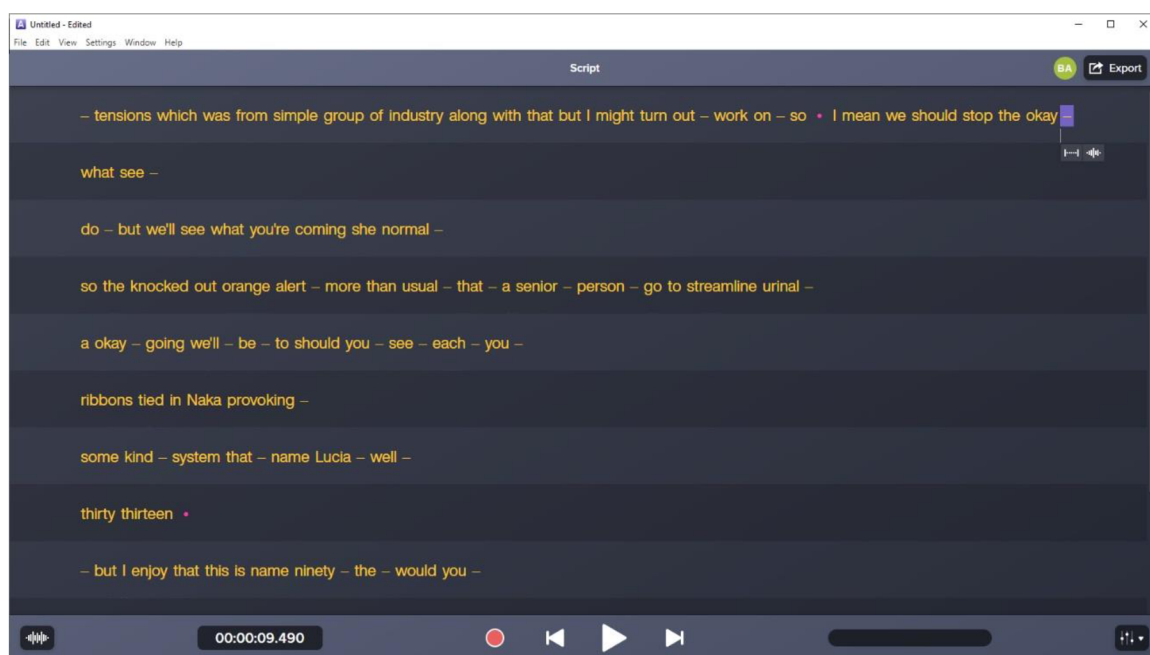 Untitled - Edited
File Edit View Settings Window Help
Script
BA Export
– tensions which was from simple group of industry along with that but I might turn out – work on – so • I mean we should stop the okay –
what see –
do – but we'll see what you're coming she normal –
so the knocked out orange alert – more than usual – that – a senior – person – go to streamline urinal –
a okay – going we'll – be – to should you – see – each – you –
ribbons tied in Naka provoking –
some kind – system that – name Lucia – well –
thirty thirteen •
– but I enjoy that this is name ninety – the – would you –
00:00:09.490